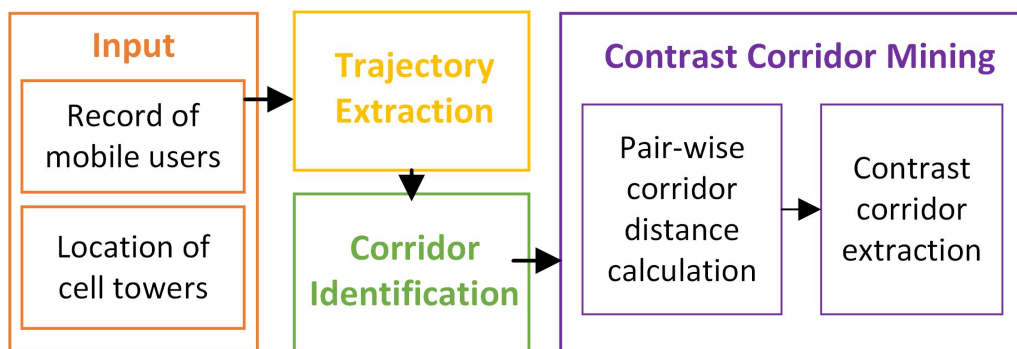 Input
Record of
mobile users
Location of
cell towers
Trajectory
Extraction
Corridor
Identification
Contrast Corridor Mining
Pair-wise
corridor
distance
calculation
Contrast
corridor
extraction